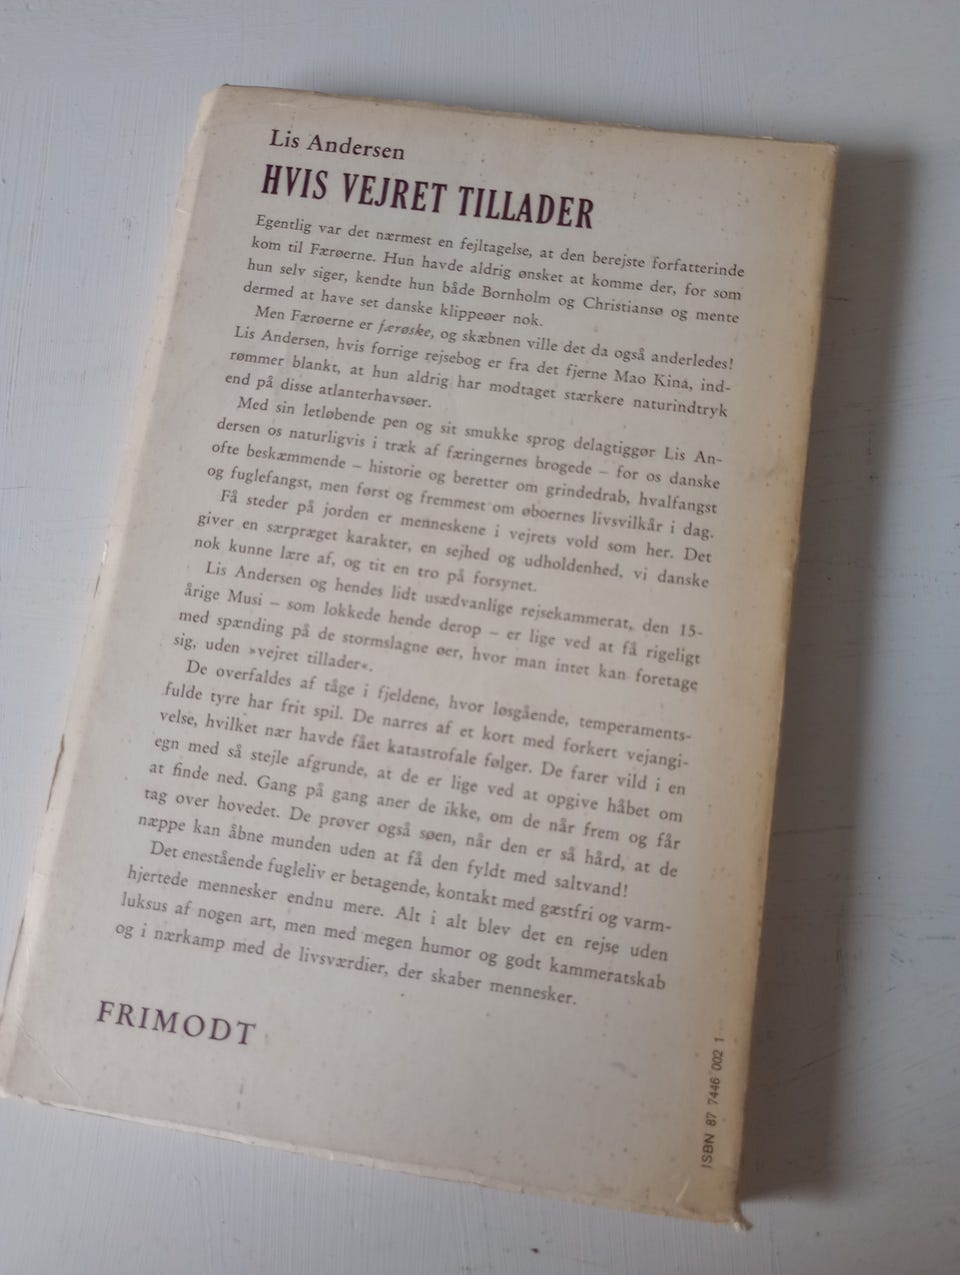 Lis Andersen
HVIS VEJRET TILLADER
Egentlig var det nærmest en fejltagelse, at den berejste forfatterinde
kom til Færøerne. Hun havde aldrig ønsket at komme der, for som
hun selv siger, kendte hun både Bornholm og Christiansø og mente
dermed at have set danske klippeøer nok.
Men Færøerne er færøske, og skæbnen ville det da også anderledes!
Lis Andersen, hvis forrige rejsebog er fra det fjerne Mao Kina, ind-
rømmer blankt, at hun aldrig har modtaget stærkere naturindtryk
end på disse atlanterhavsøer.
Med sin letløbende pen og sit smukke sprog delagtiggør Lis An-
dersen os naturligvis i træk af færingernes brogede – for os danske
ofte beskæmmende – historie og beretter om grindedrab, hvalfangst
og fuglefangst, men først og fremmest om øboernes livsvilkår i dag.
Få steder på jorden er menneskene i vejrets vold som her. Det
giver en særpræget karakter, en sejhed og udholdenhed, vi danske
nok kunne lære af, og tit en tro på forsynet.
Lis Andersen og hendes lidt usædvanlige rejsekammerat, den 15-
årige Musi – som lokkede hende derop – er lige ved at få rigeligt
med spænding på de stormslagne øer, hvor man intet kan foretage
sig, uden »vejret tillader«.
De overfaldes af tåge i fjeldene, hvor løsgående, temperaments-
fulde tyre har frit spil. De narres af et kort med forkert vejangi-
velse, hvilket nær havde fået katastrofale følger. De farer vild i en
egn med så stejle afgrunde, at de er lige ved at opgive håbet om
at finde ned. Gang på gang aner de ikke, om de når frem og får
tag over hovedet. De prøver også søen, når den er så hård, at de
næppe kan åbne munden uden at få den fyldt med saltvand!
Det enestående fugleliv er betagende, kontakt med gæstfri og varm-
hjertede mennesker endnu mere. Alt i alt blev det en rejse uden
luksus af nogen art, men med megen humor og godt kammeratskab
og i nærkamp med de livsværdier, der skaber mennesker.
FRIMODT
ISBN 87 7446 002 1